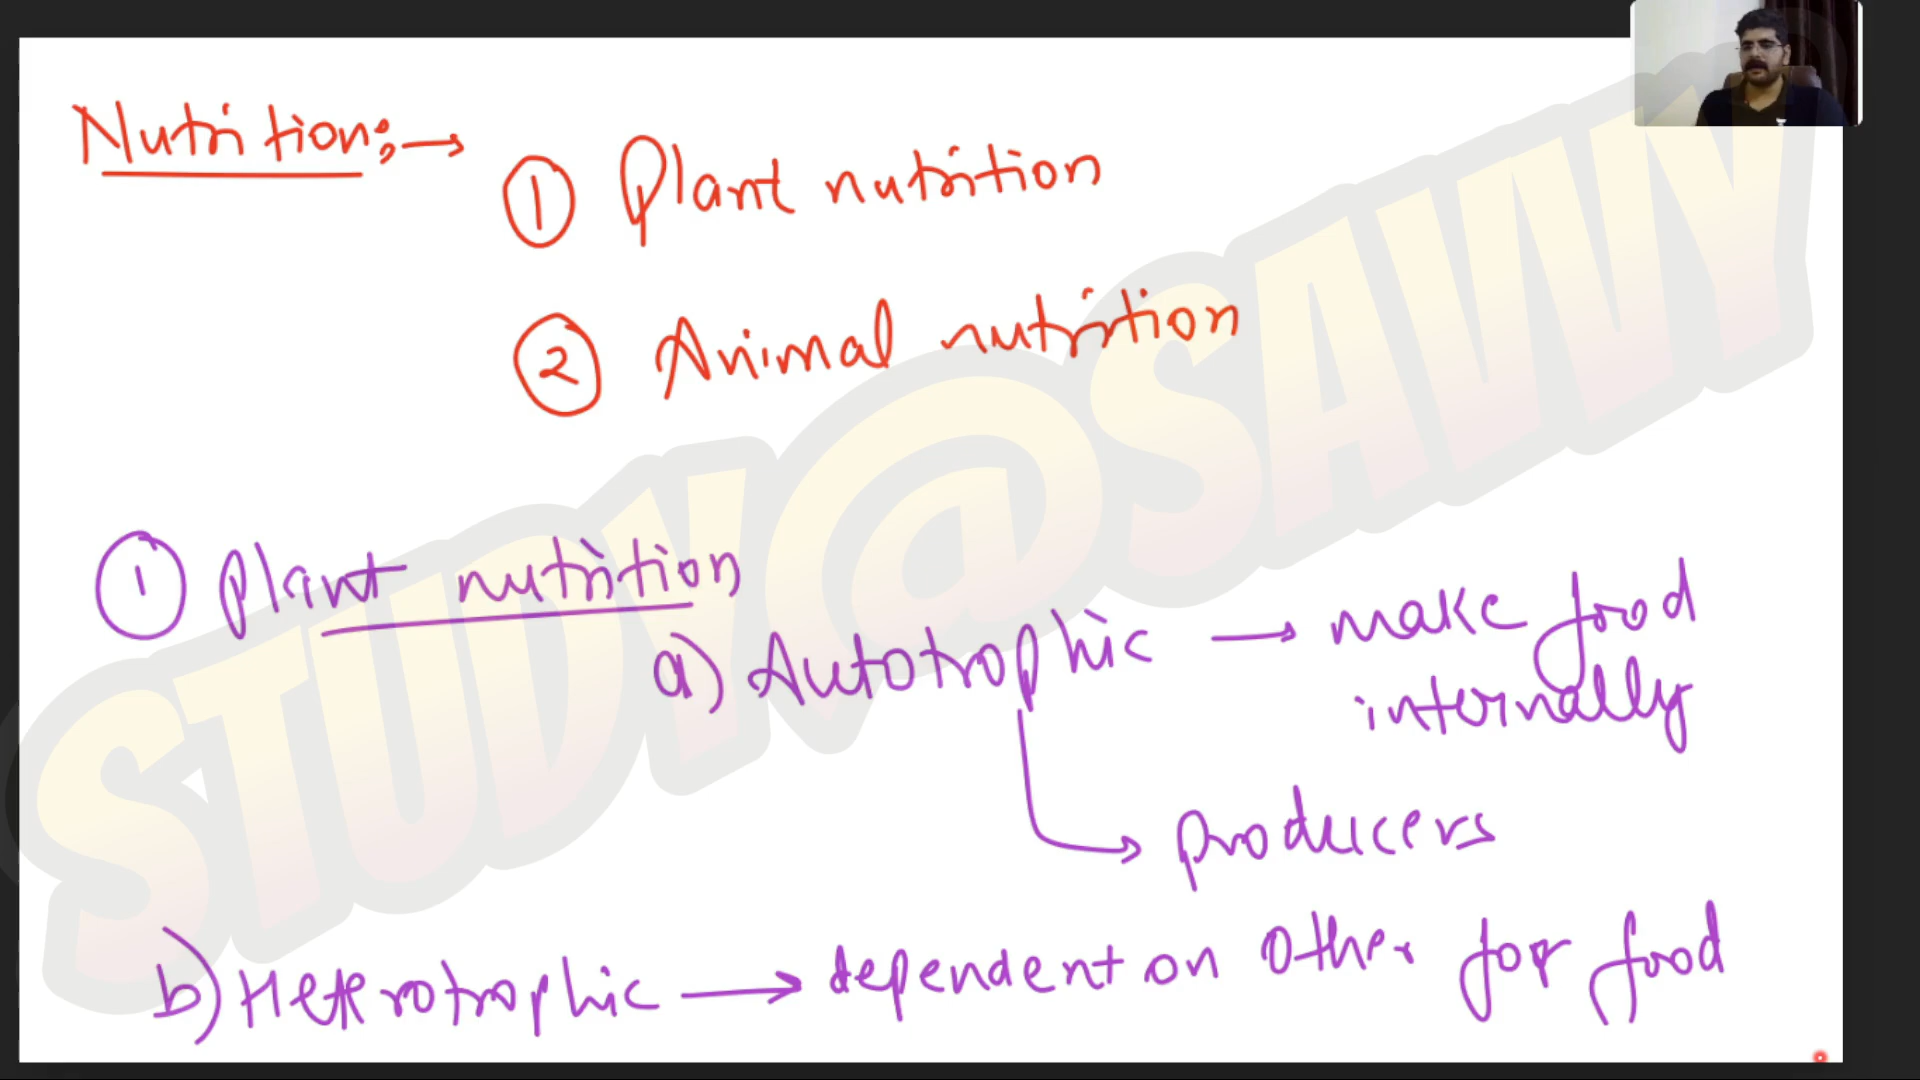 Nutrition:→
① Plant nutrition
② Animal nutrition
① Plant nutrition
a) Autotrophic → make food
internally
→ producers
b) Heterotrophic → dependent on other for food
STUDY@SAVVY